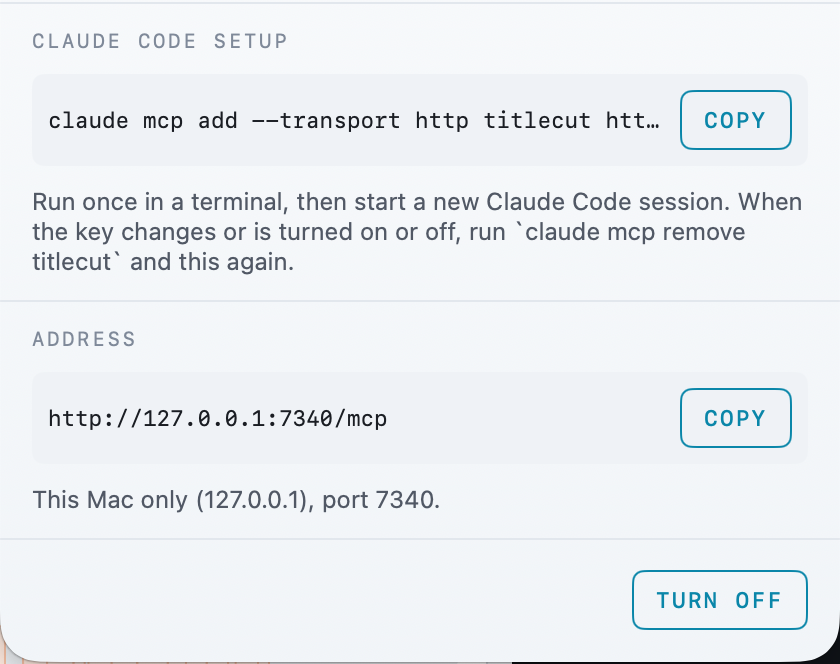 CLAUDE CODE SETUP
claude mcp add --transport http titlecut htt…
COPY
Run once in a terminal, then start a new Claude Code session. When
the key changes or is turned on or off, run `claude mcp remove
titlecut` and this again.
ADDRESS
http://127.0.0.1:7340/mcp
COPY
This Mac only (127.0.0.1), port 7340.
TURN OFF